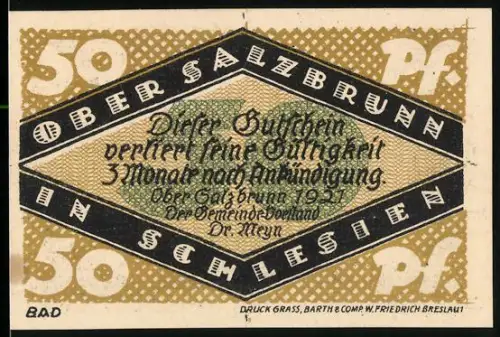 50 Pf.
OBER SALZBRUNN
Dieser Gutschein
verliert seine Gültigkeit
3 Monate nach Ankündigung.
Ober Salzbrunn 1921
Der Gemeinde Vorstand
Dr. Meyn
IN SCHLESIEN
50 Pf.
BAD
DRUCK GRASS, BARTH & COMP. W. FRIEDRICH BRESLAU 1